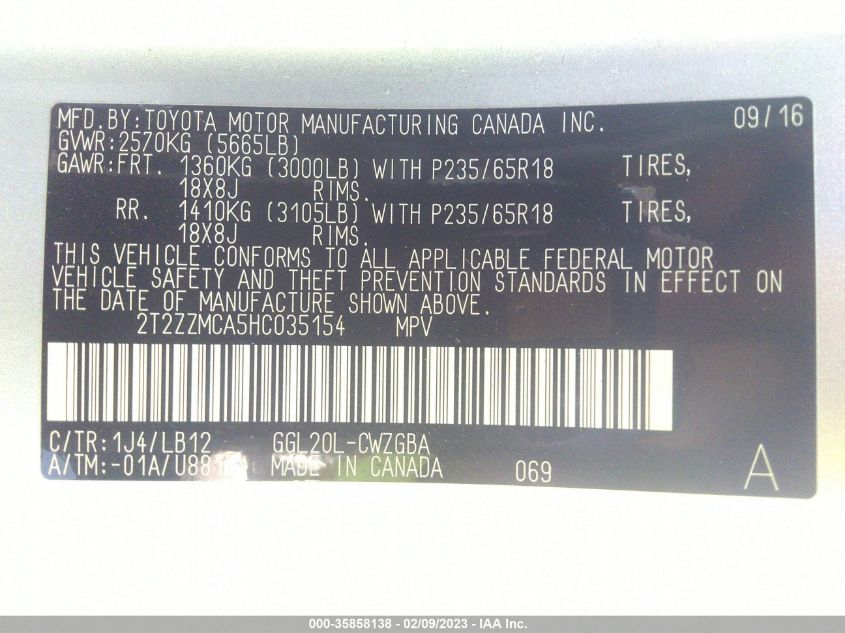 MFD.BY:TOYOTA MOTOR MANUFACTURING CANADA INC. 09/16
GVWR:2570KG (5665LB)
GAWR:FRT. 1360KG (3000LB) WITH P235/65R18 TIRES,
18X8J RIMS.
RR. 1410KG (3105LB) WITH P235/65R18 TIRES,
18X8J RIMS.
THIS VEHICLE CONFORMS TO ALL APPLICABLE FEDERAL MOTOR
VEHICLE SAFETY AND THEFT PREVENTION STANDARDS IN EFFECT ON
THE DATE OF MANUFACTURE SHOWN ABOVE.
2T2ZZMCA5HC035154 MPV
C/TR:1J4/LB12 GGL20L-CWZGBA
A/TM:-01A/ MADE IN CANADA 069 A
000-35858138 - 02/09/2023 - IAA Inc.